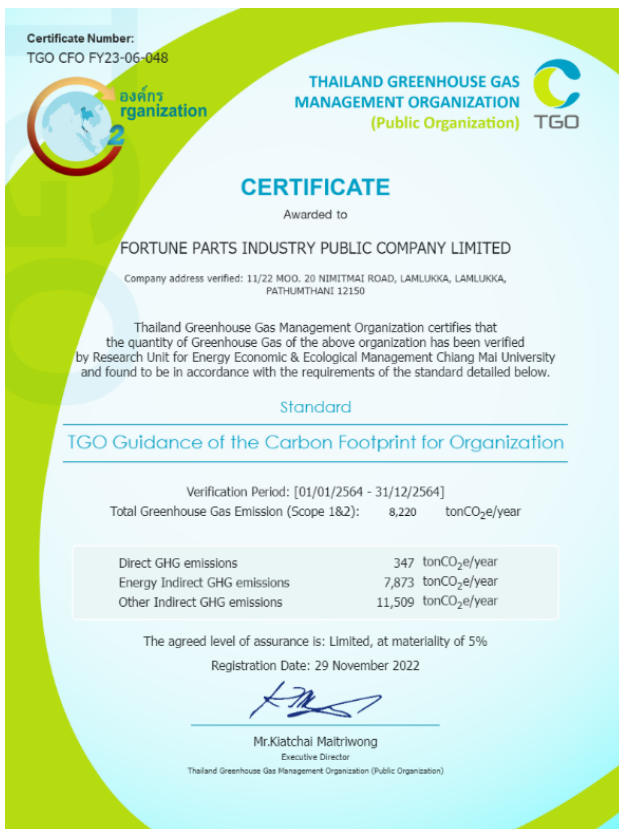 Certificate Number:
TGO CFO FY23-06-048
องค์กร
rganization
2
THAILAND GREENHOUSE GAS
MANAGEMENT ORGANIZATION
(Public Organization)
TGO
CERTIFICATE
Awarded to
FORTUNE PARTS INDUSTRY PUBLIC COMPANY LIMITED
Company address verified: 11/22 MOO. 20 NIMITMAI ROAD, LAMLUKKA, LAMLUKKA,
PATHUMTHANI 12150
Thailand Greenhouse Gas Management Organization certifies that
the quantity of Greenhouse Gas of the above organization has been verified
by Research Unit for Energy Economic & Ecological Management Chiang Mai University
and found to be in accordance with the requirements of the standard detailed below.
Standard
TGO Guidance of the Carbon Footprint for Organization
Verification Period: [01/01/2564 - 31/12/2564]
Total Greenhouse Gas Emission (Scope 1&2): 8,220 tonCO₂e/year
Direct GHG emissions 347 tonCO₂e/year
Energy Indirect GHG emissions 7,873 tonCO₂e/year
Other Indirect GHG emissions 11,509 tonCO₂e/year
The agreed level of assurance is: Limited, at materiality of 5%
Registration Date: 29 November 2022
Mr.Kiatchai Maitriwong
Executive Director
Thailand Greenhouse Gas Management Organization (Public Organization)